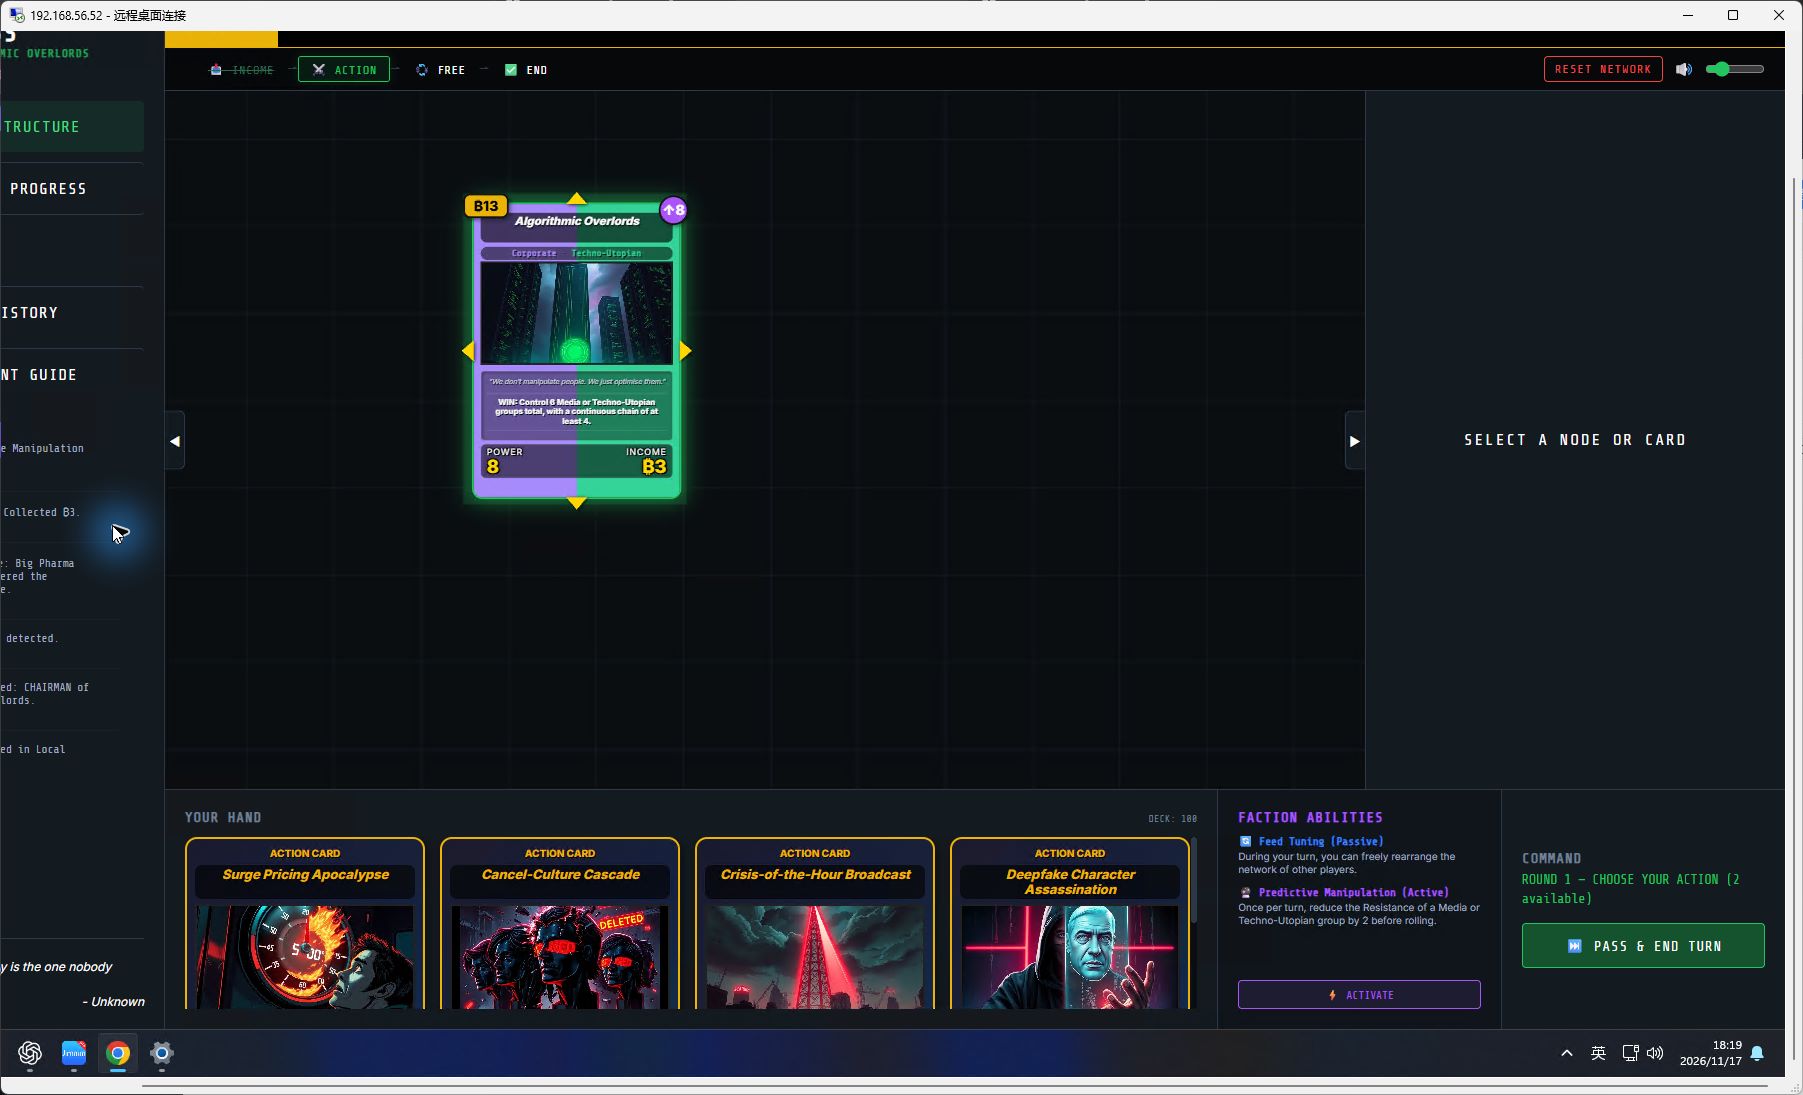 192.168.56.52 - 远程桌面连接
MIC OVERLORDS
TRUCTURE
PROGRESS
ISTORY
NT GUIDE
e Manipulation
Collected ₿3.
e: Big Pharma
ered the
e.
detected.
ed: CHAIRMAN of
lords.
ed in Local
y is the one nobody
- Unknown
INCOME
ACTION
FREE
END
RESET NETWORK
₿13
↑8
Algorithmic Overlords
Corporate Techno-Utopian
"We don't manipulate people. We just optimise them."
WIN: Control 6 Media or Techno-Utopian
groups total, with a continuous chain of at
least 4.
POWER
8
INCOME
₿3
SELECT A NODE OR CARD
YOUR HAND
DECK: 100
ACTION CARD
Surge Pricing Apocalypse
ACTION CARD
Cancel-Culture Cascade
DELETED
ACTION CARD
Crisis-of-the-Hour Broadcast
ACTION CARD
Deepfake Character
Assassination
FACTION ABILITIES
Feed Tuning (Passive)
During your turn, you can freely rearrange the
network of other players.
Predictive Manipulation (Active)
Once per turn, reduce the Resistance of a Media or
Techno-Utopian group by 2 before rolling.
ACTIVATE
COMMAND
ROUND 1 — CHOOSE YOUR ACTION (2
available)
PASS & END TURN
英
18:19
2026/11/17